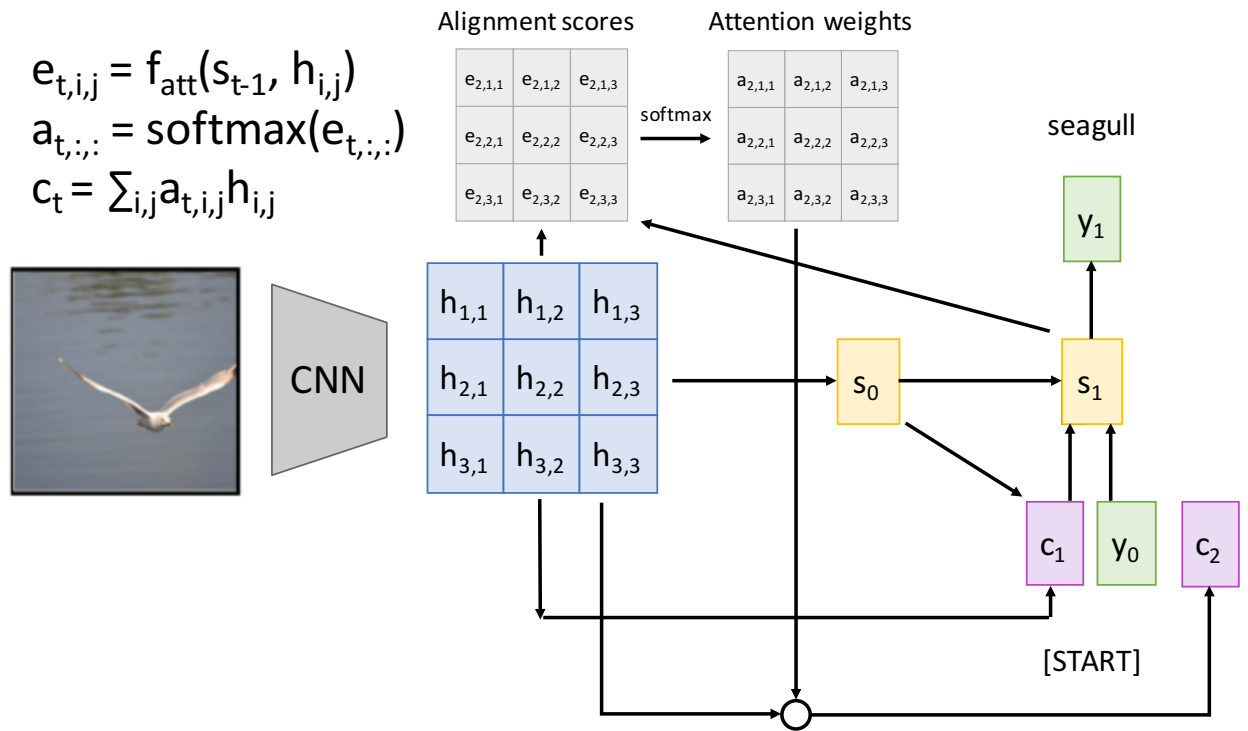 Alignment scores
Attention weights
e_{t,i,j} = f_{att}(s_{t-1}, h_{i,j})
a_{t,:,:} = softmax(e_{t,:,:})
c_t = ∑_{i,j}a_{t,i,j}h_{i,j}
e_{2,1,1} e_{2,1,2} e_{2,1,3}
e_{2,2,1} e_{2,2,2} e_{2,2,3}
e_{2,3,1} e_{2,3,2} e_{2,3,3}
softmax
a_{2,1,1} a_{2,1,2} a_{2,1,3}
a_{2,2,1} a_{2,2,2} a_{2,2,3}
a_{2,3,1} a_{2,3,2} a_{2,3,3}
seagull
y_1
CNN
h_{1,1} h_{1,2} h_{1,3}
h_{2,1} h_{2,2} h_{2,3}
h_{3,1} h_{3,2} h_{3,3}
s_0
s_1
c_1
y_0
c_2
[START]